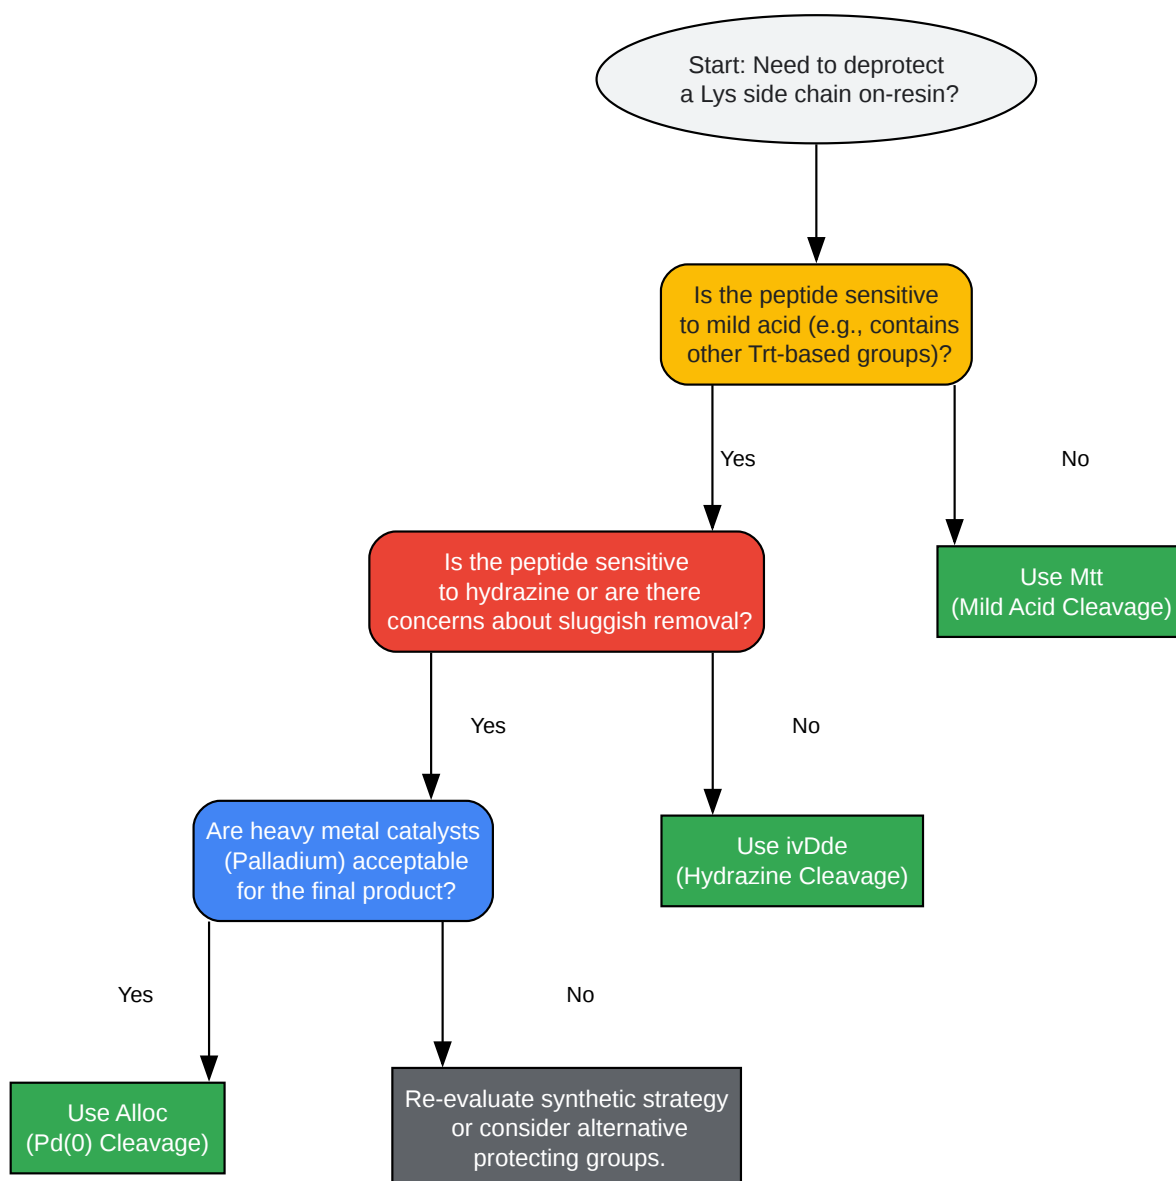 Start: Need to deprotect
a Lys side chain on-resin?
Is the peptide sensitive
to mild acid (e.g., contains
other Trt-based groups)?
Yes
No
Is the peptide sensitive
to hydrazine or are there
concerns about sluggish removal?
Use Mtt
(Mild Acid Cleavage)
Yes
No
Are heavy metal catalysts
(Palladium) acceptable
for the final product?
Use ivDde
(Hydrazine Cleavage)
Yes
No
Use Alloc
(Pd(0) Cleavage)
Re-evaluate synthetic strategy
or consider alternative
protecting groups.